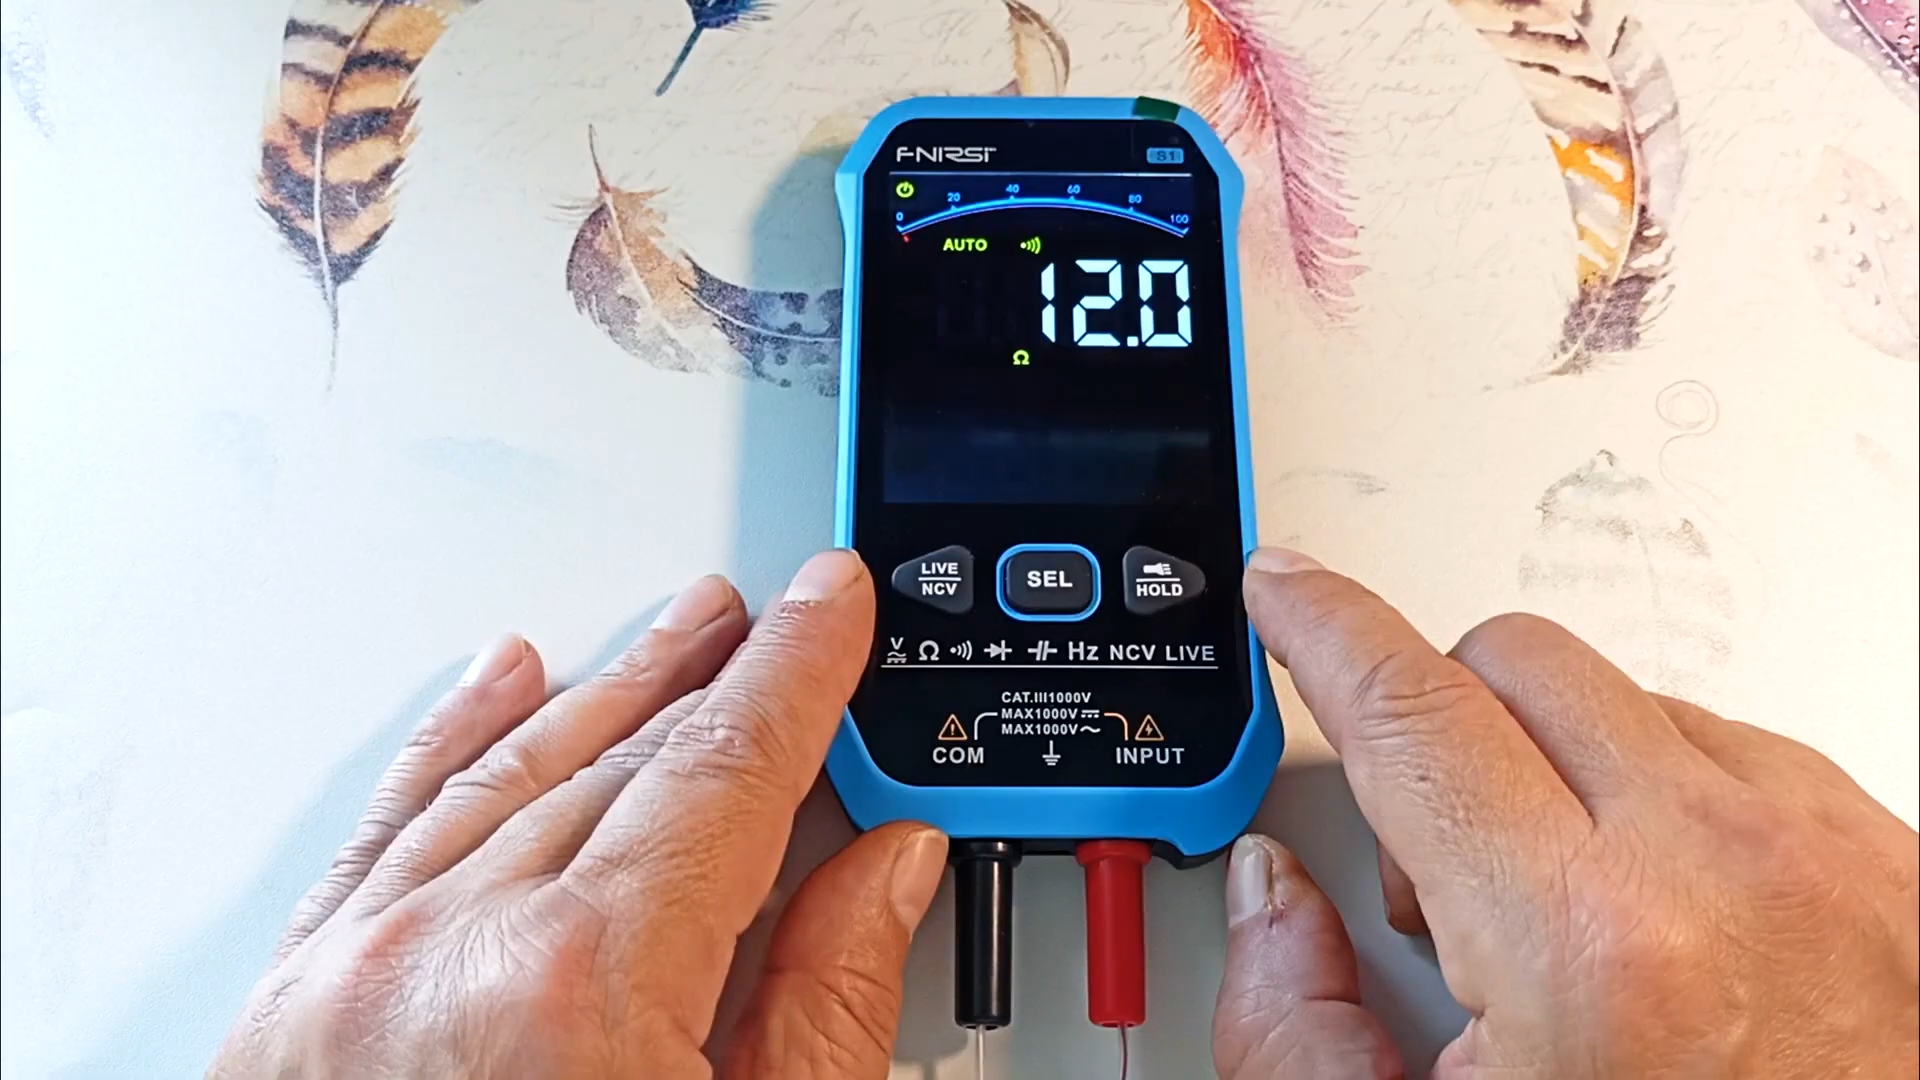 FNIRSI S1
0 20 40 60 80 100
AUTO
12.0
Ω
LIVE
NCV
SEL
HOLD
V Ω Hz NCV LIVE
CAT.III1000V
MAX1000V
MAX1000V~
COM INPUT